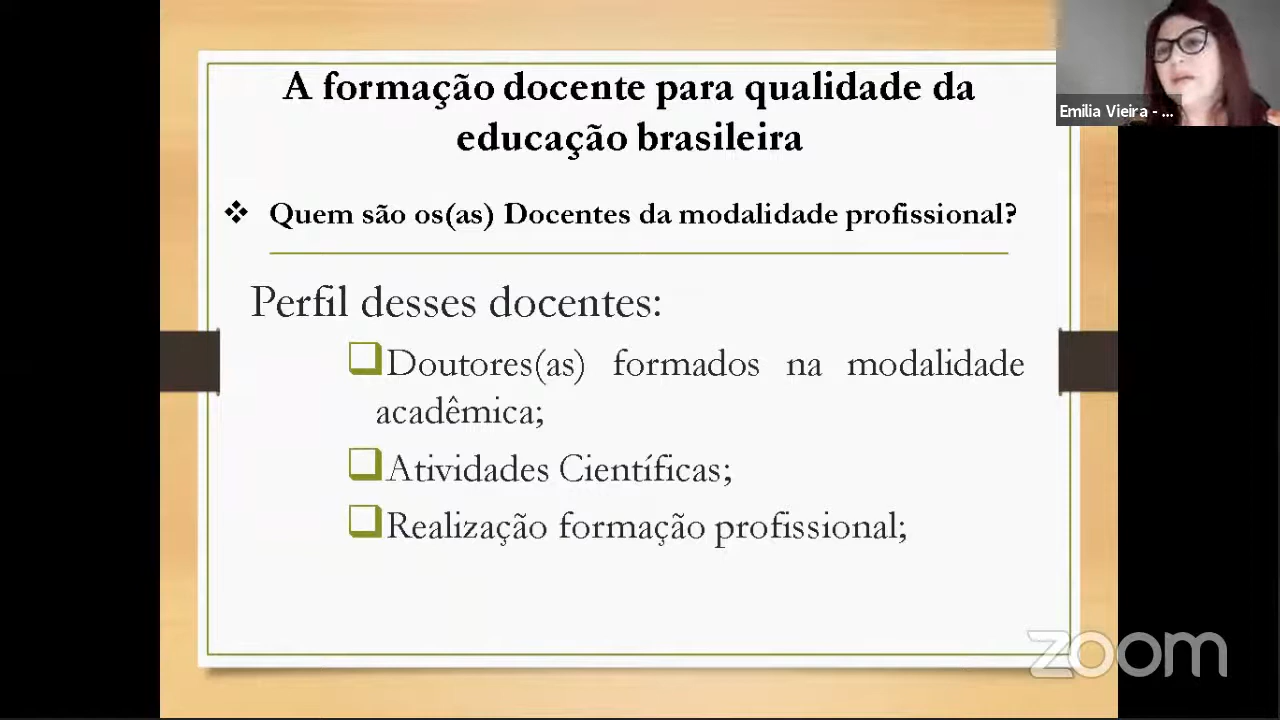 A formação docente para qualidade da
educação brasileira
Quem são os(as) Docentes da modalidade profissional?
Perfil desses docentes:
Doutores(as) formados na modalidade
acadêmica;
Atividades Científicas;
Realização formação profissional;
Emilia Vieira - ...
zoom